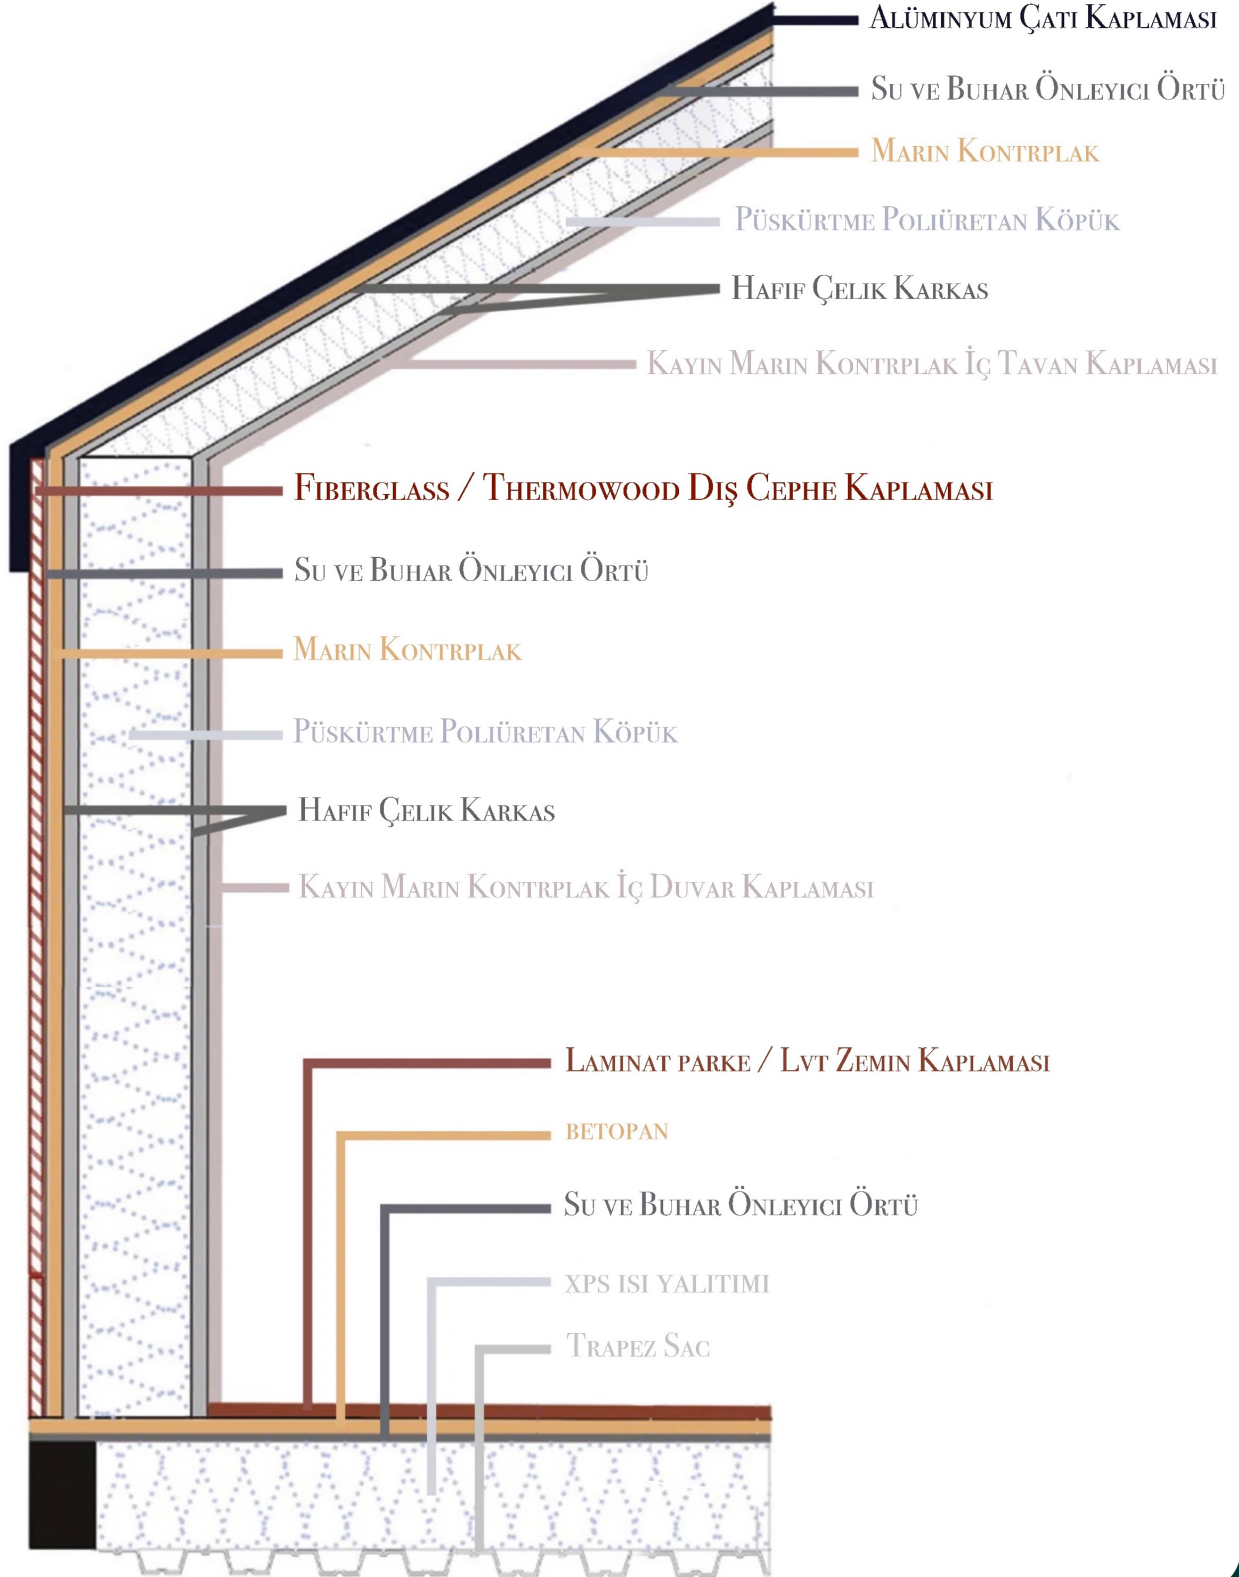 Alüminyum Çatı Kaplaması
Su ve Buhar Önleyici Örtü
Marin Kontrplak
Püskürtme Poliüretan Köpük
Hafif Çelik Karkas
Kayın Marin Kontrplak İç Tavan Kaplaması
Fiberglass / Thermowood Dış Cephe Kaplaması
Su ve Buhar Önleyici Örtü
Marin Kontrplak
Püskürtme Poliüretan Köpük
Hafif Çelik Karkas
Kayın Marin Kontrplak İç Duvar Kaplaması
Laminat parke / Lvt Zemin Kaplaması
betopan
Su ve Buhar Önleyici Örtü
xps ısı yalıtımı
Trapez Sac